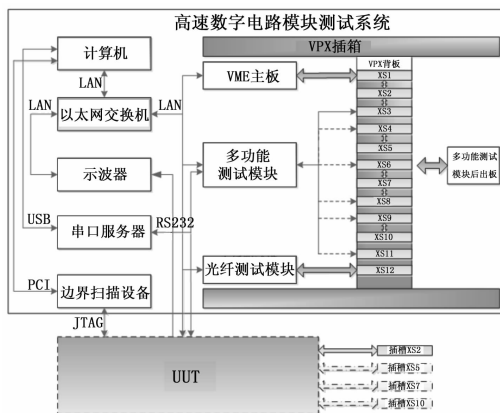 高速数字电路模块测试系统
VPX插箱
计算机
LAN
LAN
以太网交换机
LAN
示波器
USB
串口服务器
RS232
PCI
边界扫描设备
JTAG
VME主板
多功能
测试模块
光纤测试模块
VPX背板
XS1
XS2
XS3
XS4
XS5
XS6
XS7
XS8
XS9
XS10
XS11
XS12
多功能测试
模块后出板
UUT
插槽XS2
插槽XS5
插槽XS7
插槽XS10